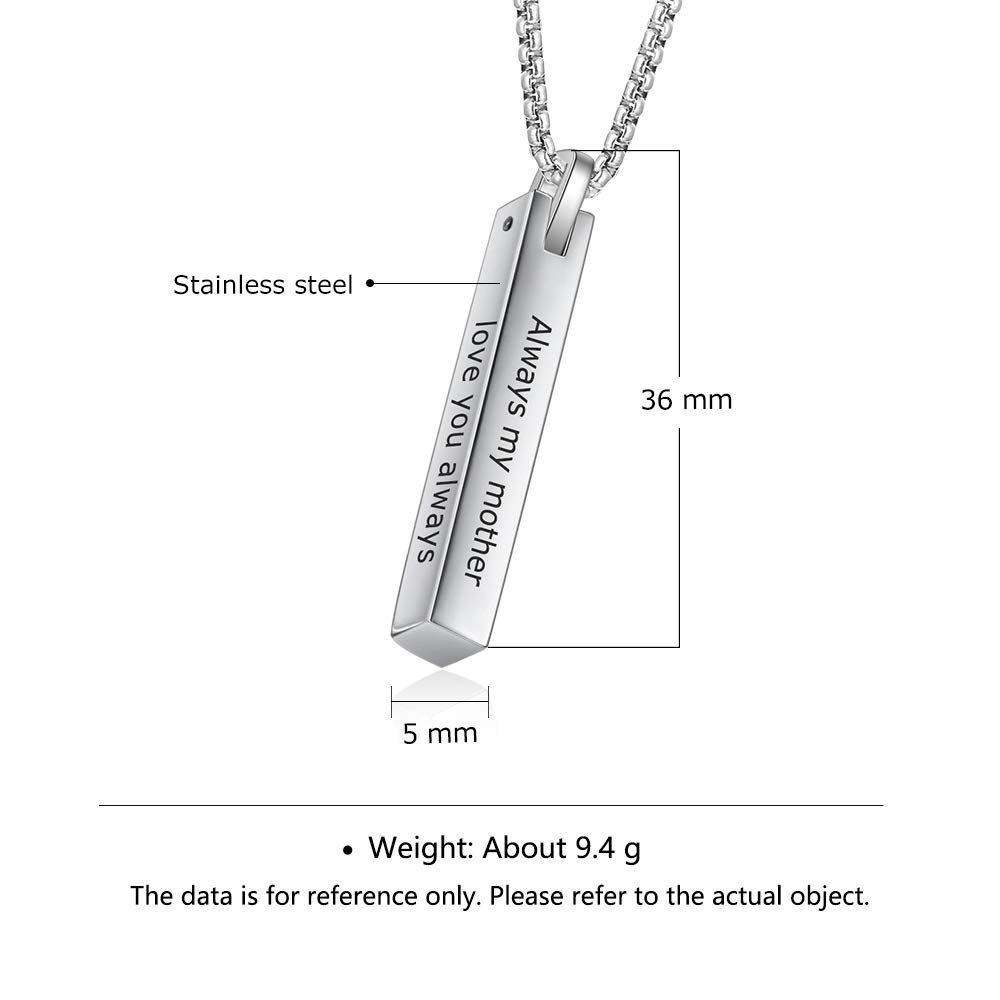 Stainless steel
love you always
Always my mother
36 mm
5 mm
• Weight: About 9.4 g
The data is for reference only. Please refer to the actual object.